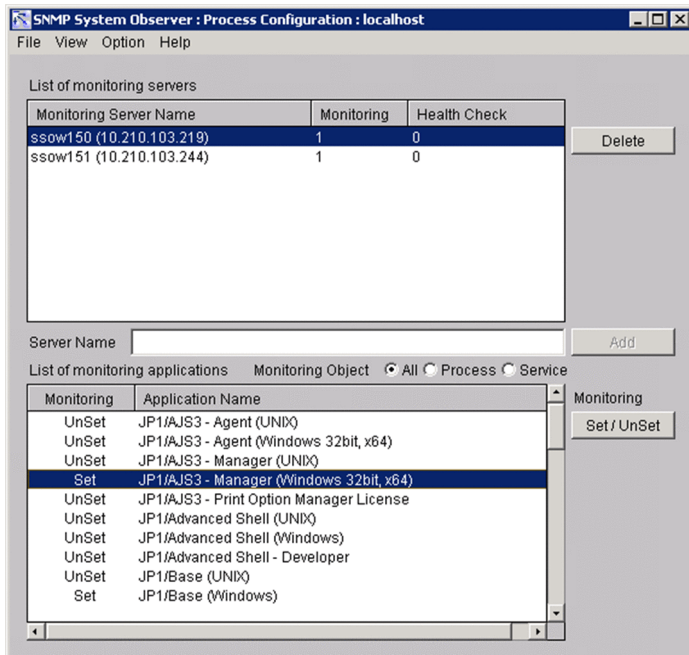 SNMP System Observer : Process Configuration : localhost
File View Option Help
List of monitoring servers
Monitoring Server Name Monitoring Health Check
ssow150 (10.210.103.219) 1 0
Delete
ssow151 (10.210.103.244) 1 0
Server Name Add
List of monitoring applications Monitoring Object All Process Service
Monitoring Application Name
Monitoring
UnSet JP1/AJS3 - Agent (UNIX)
Set / UnSet
UnSet JP1/AJS3 - Agent (Windows 32bit, x64)
UnSet JP1/AJS3 - Manager (UNIX)
Set JP1/AJS3 - Manager (Windows 32bit, x64)
UnSet JP1/AJS3 - Print Option Manager License
UnSet JP1/Advanced Shell (UNIX)
UnSet JP1/Advanced Shell (Windows)
UnSet JP1/Advanced Shell - Developer
UnSet JP1/Base (UNIX)
Set JP1/Base (Windows)